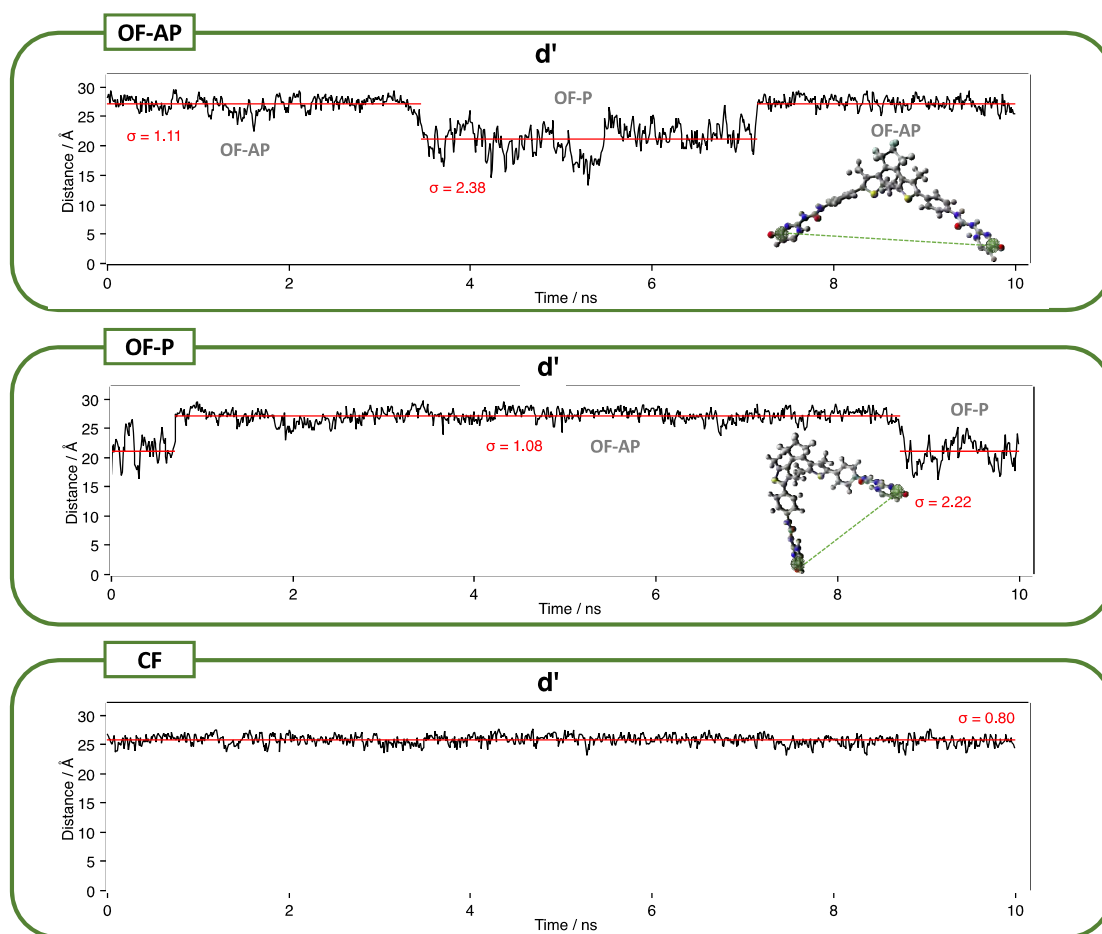 OF-AP
d'
30
25
20
15
10
5
0
Distance / Å
σ = 1.11
OF-AP
σ = 2.38
OF-P
OF-AP
0 2 4 6 8 10
Time / ns
OF-P
d'
30
25
20
15
10
5
0
Distance / Å
σ = 1.08
OF-AP
OF-P
σ = 2.22
0 2 4 6 8 10
Time / ns
CF
d'
30
25
20
15
10
5
0
Distance / Å
σ = 0.80
0 2 4 6 8 10
Time / ns